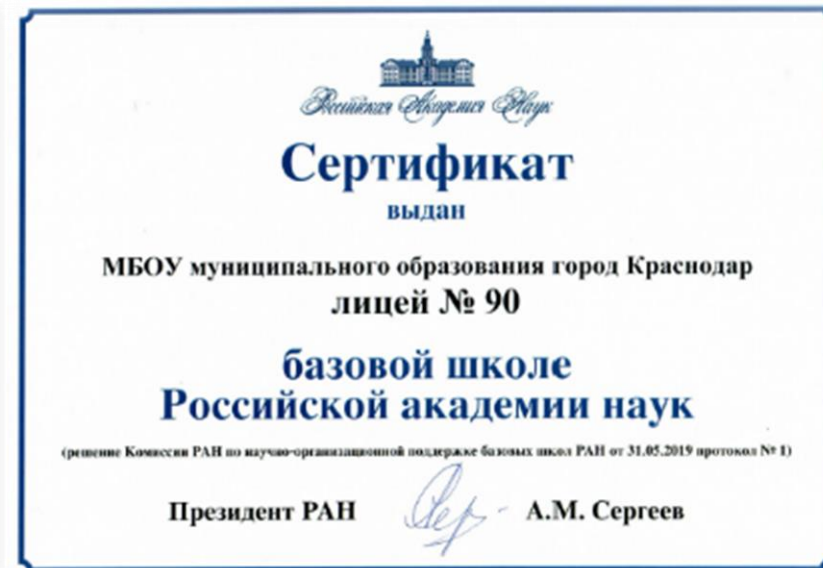 Российская Академия Наук
Сертификат
выдан
МБОУ муниципального образования город Краснодар
лицей № 90
базовой школе
Российской академии наук
(решение Комиссии РАН по научно-организационной поддержке базовых школ РАН от 31.05.2019 протокол № 1)
Президент РАН А.М. Сергеев